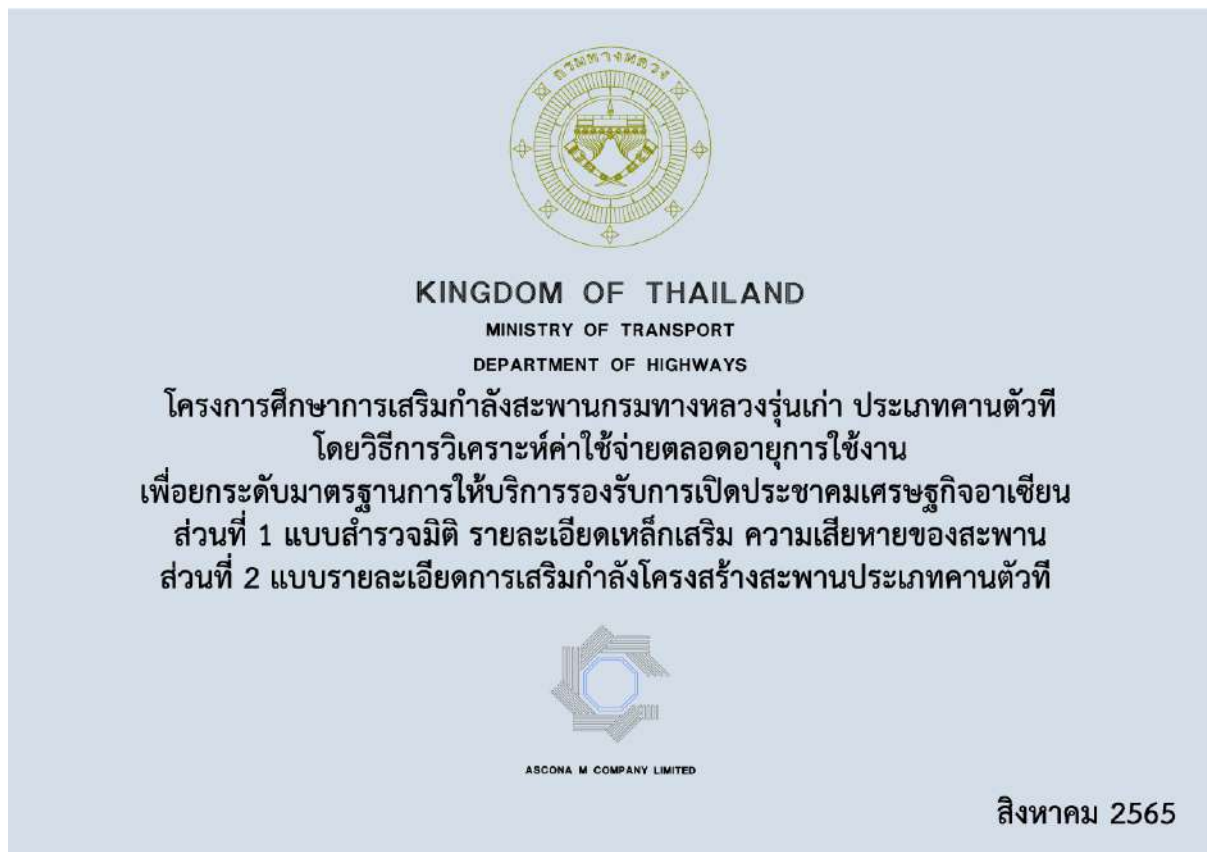 กรมทางหลวง
KINGDOM OF THAILAND
MINISTRY OF TRANSPORT
DEPARTMENT OF HIGHWAYS
โครงการศึกษาการเสริมกำลังสะพานกรมทางหลวงรุ่นเก่า ประเภทคานตัวที
โดยวิธีการวิเคราะห์ค่าใช้จ่ายตลอดอายุการใช้งาน
เพื่อยกระดับมาตรฐานการให้บริการรองรับการเปิดประชาคมเศรษฐกิจอาเซียน
ส่วนที่ 1 แบบสำรวจมิติ รายละเอียดเหล็กเสริม ความเสียหายของสะพาน
ส่วนที่ 2 แบบรายละเอียดการเสริมกำลังโครงสร้างสะพานประเภทคานตัวที
ASCONA M COMPANY LIMITED
สิงหาคม 2565